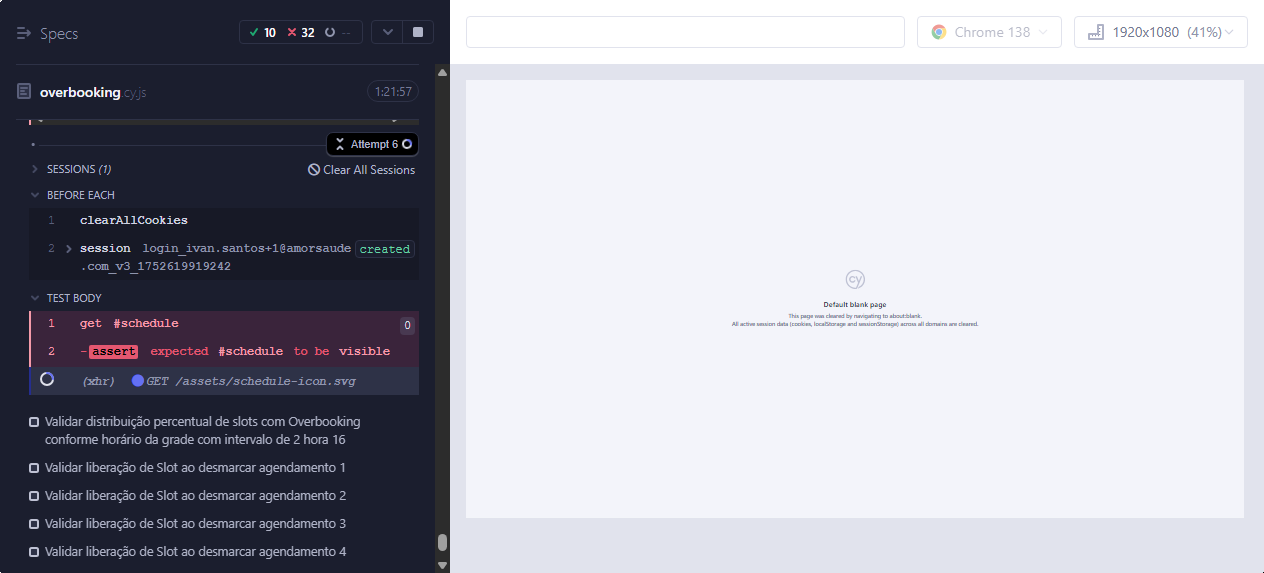 Specs
10 32 --
Chrome 138
1920x1080 (41%)
overbooking.cy.js
1:21:57
Attempt 6
SESSIONS (1)
Clear All Sessions
BEFORE EACH
1 clearAllCookies
2 session login_ivan.santos+1@amorsaude created
.com_v3_1752619919242
TEST BODY
1 get #schedule 0
2 -assert expected #schedule to be visible
(xhr) GET /assets/schedule-icon.svg
Validar distribuição percentual de slots com Overbooking
conforme horário da grade com intervalo de 2 hora 16
Validar liberação de Slot ao desmarcar agendamento 1
Validar liberação de Slot ao desmarcar agendamento 2
Validar liberação de Slot ao desmarcar agendamento 3
Validar liberação de Slot ao desmarcar agendamento 4
cy
Default blank page
This page was cleared by navigating to about:blank.
All active session data (cookies, localStorage and sessionStorage) across all domains are cleared.